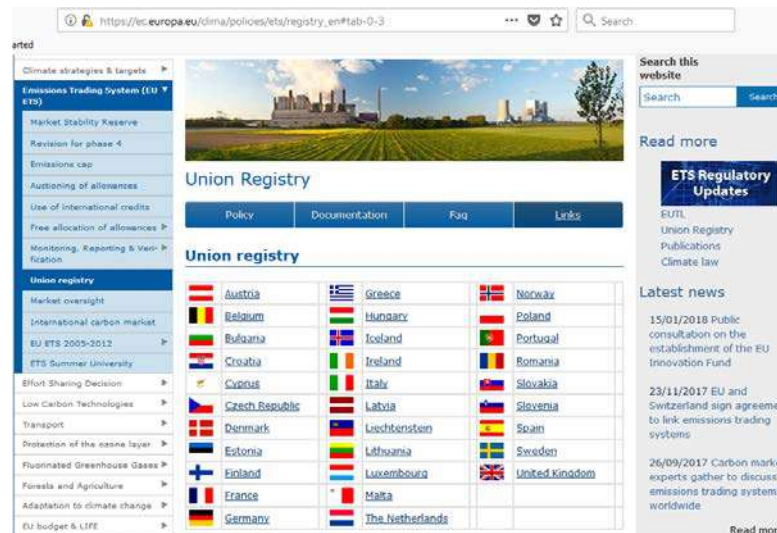 https://ec.europa.eu/clima/policies/ets/registry_en#tab-0-3
Search
arted
Climate strategies & targets
Emissions Trading System (EU
ETS)
Market Stability Reserve
Revision for phase 4
Emissions cap
Auctioning of allowances
Use of international credits
Free allocation of allowances
Monitoring, Reporting & Veri-
fication
Union registry
Market oversight
International carbon market
EU ETS 2005-2012
ETS Summer University
Effort Sharing Decision
Low Carbon Technologies
Transport
Protection of the ozone layer
Fluorinated Greenhouse Gases
Forests and Agriculture
Adaptation to climate change
EU budget & LIFE
Union Registry
Policy Documentation Faq Links
Union registry
Austria Greece Norway
Belgium Hungary Poland
Bulgaria Iceland Portugal
Croatia Ireland Romania
Cyprus Italy Slovakia
Czech Republic Latvia Slovenia
Denmark Liechtenstein Spain
Estonia Lithuania Sweden
Finland Luxembourg United Kingdom
France Malta
Germany The Netherlands
Search this
website
Search Search
Read more
ETS Regulatory
Updates
EUTL
Union Registry
Publications
Climate law
Latest news
15/01/2018 Public
consultation on the
establishment of the EU
Innovation Fund
23/11/2017 EU and
Switzerland sign agreeme
to link emissions trading
systems
26/09/2017 Carbon marke
experts gather to discuss
emissions trading system
worldwide
Read mor